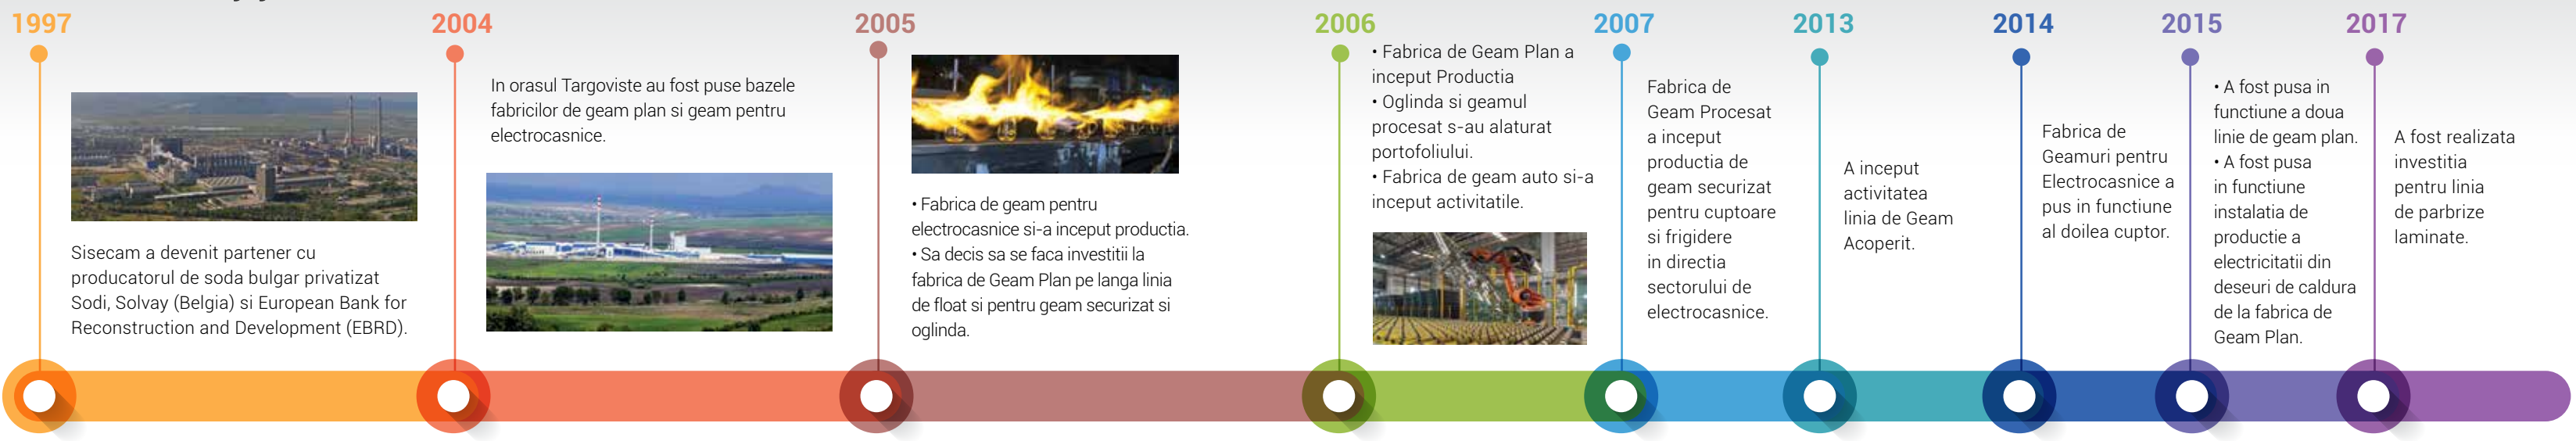 1997
Sisecam a devenit partener cu
producatorul de soda bulgar privatizat
Sodi, Solvay (Belgia) si European Bank for
Reconstruction and Development (EBRD).
2004
In orasul Targoviste au fost puse bazele
fabricilor de geam plan si geam pentru
electrocasnice.
2005
• Fabrica de geam pentru
electrocasnice si-a inceput productia.
• Sa decis sa se faca investitii la
fabrica de Geam Plan pe langa linia
de float si pentru geam securizat si
oglinda.
2006
• Fabrica de Geam Plan a
inceput Productia
• Oglinda si geamul
procesat s-au alaturat
portofoliului.
• Fabrica de geam auto si-a
inceput activitatile.
2007
Fabrica de
Geam Procesat
a inceput
productia de
geam securizat
pentru cuptoare
si frigidere
in directia
sectorului de
electrocasnice.
2013
A inceput
activitatea
linia de Geam
Acoperit.
2014
Fabrica de
Geamuri pentru
Electrocasnice a
pus in functiune
al doilea cuptor.
2015
• A fost pusa in
functiune a doua
linie de geam plan.
• A fost pusa
in functiune
instalatia de
productie a
electricitatii din
deseuri de caldura
de la fabrica de
Geam Plan.
2017
A fost realizata
investitia
pentru linia
de parbrize
laminate.